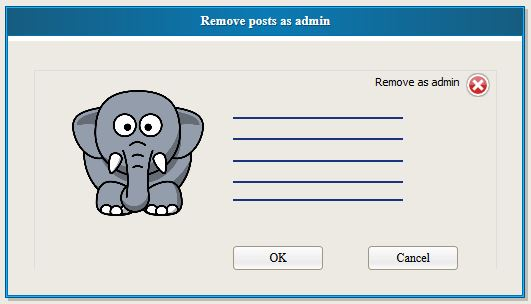 Remove posts as admin
Remove as admin
OK
Cancel